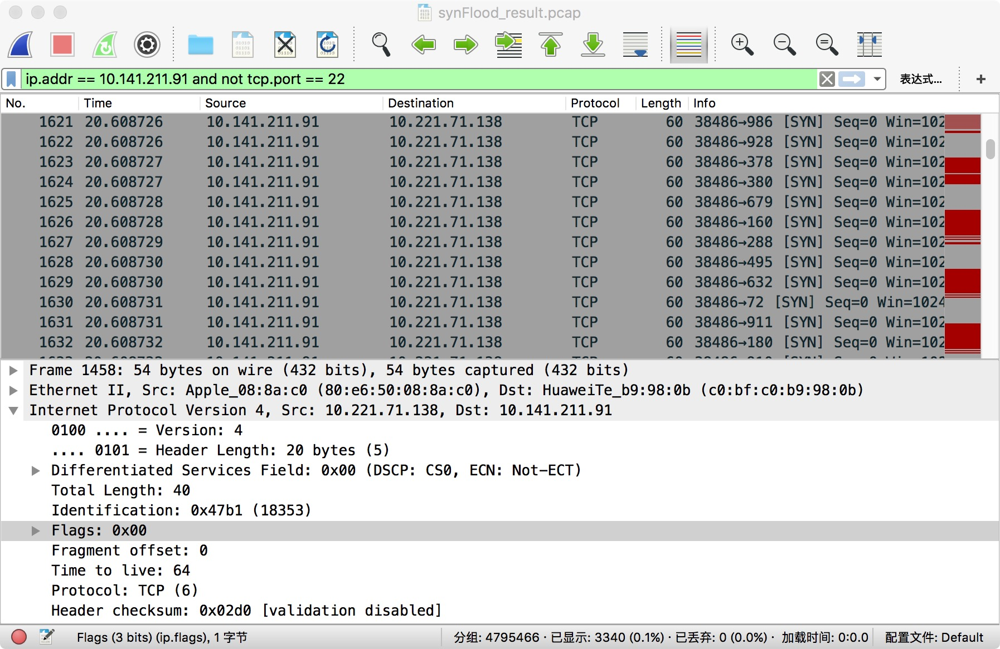 synFlood_result.pcap
ip.addr == 10.141.211.91 and not tcp.port == 22 表达式… +
No. Time Source Destination Protocol Length Info
1621 20.608726 10.141.211.91 10.221.71.138 TCP 60 38486→986 [SYN] Seq=0 Win=102
1622 20.608726 10.141.211.91 10.221.71.138 TCP 60 38486→928 [SYN] Seq=0 Win=102
1623 20.608727 10.141.211.91 10.221.71.138 TCP 60 38486→378 [SYN] Seq=0 Win=102
1624 20.608727 10.141.211.91 10.221.71.138 TCP 60 38486→380 [SYN] Seq=0 Win=102
1625 20.608728 10.141.211.91 10.221.71.138 TCP 60 38486→679 [SYN] Seq=0 Win=102
1626 20.608728 10.141.211.91 10.221.71.138 TCP 60 38486→160 [SYN] Seq=0 Win=102
1627 20.608729 10.141.211.91 10.221.71.138 TCP 60 38486→288 [SYN] Seq=0 Win=102
1628 20.608730 10.141.211.91 10.221.71.138 TCP 60 38486→495 [SYN] Seq=0 Win=102
1629 20.608730 10.141.211.91 10.221.71.138 TCP 60 38486→632 [SYN] Seq=0 Win=102
1630 20.608731 10.141.211.91 10.221.71.138 TCP 60 38486→72 [SYN] Seq=0 Win=1024
1631 20.608731 10.141.211.91 10.221.71.138 TCP 60 38486→911 [SYN] Seq=0 Win=102
1632 20.608732 10.141.211.91 10.221.71.138 TCP 60 38486→180 [SYN] Seq=0 Win=102
Frame 1458: 54 bytes on wire (432 bits), 54 bytes captured (432 bits)
Ethernet II, Src: Apple_08:8a:c0 (80:e6:50:08:8a:c0), Dst: HuaweiTe_b9:98:0b (c0:bf:c0:b9:98:0b)
Internet Protocol Version 4, Src: 10.221.71.138, Dst: 10.141.211.91
0100 .... = Version: 4
.... 0101 = Header Length: 20 bytes (5)
Differentiated Services Field: 0x00 (DSCP: CS0, ECN: Not-ECT)
Total Length: 40
Identification: 0x47b1 (18353)
Flags: 0x00
Fragment offset: 0
Time to live: 64
Protocol: TCP (6)
Header checksum: 0x02d0 [validation disabled]
Flags (3 bits) (ip.flags), 1 字节 分组: 4795466 · 已显示: 3340 (0.1%) · 已丢弃: 0 (0.0%) · 加载时间: 0:0.0 配置文件: Default